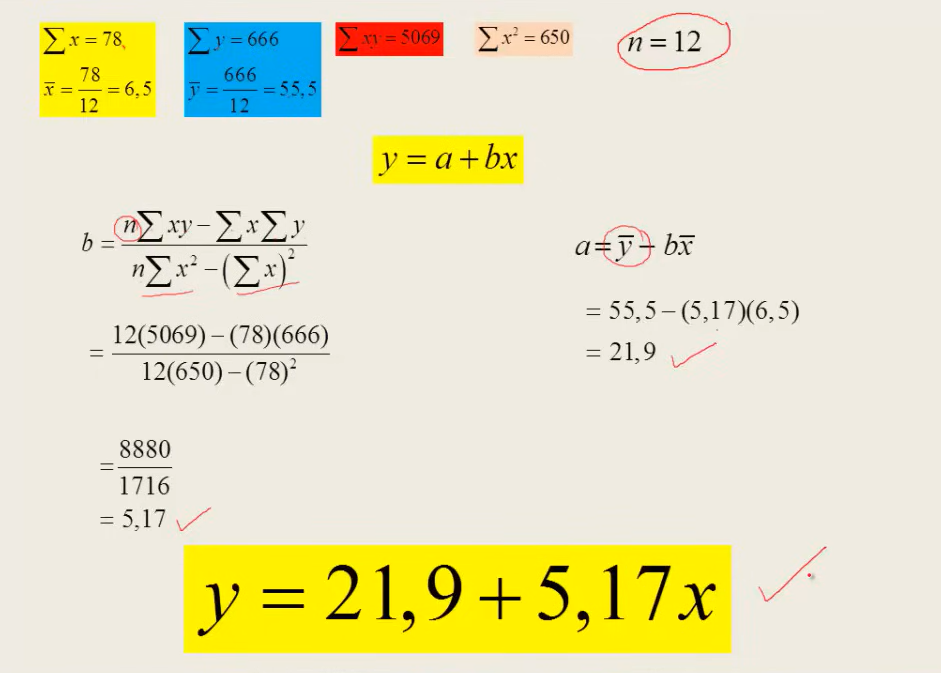 ∑x = 78,
x̄ = 78/12 = 6,5
∑y = 666
ȳ = 666/12 = 55,5
∑xy = 5069
∑x² = 650
n = 12
y = a + bx
b = (n∑xy − ∑x∑y)/(n∑x² − (∑x)²)
= (12(5069) − (78)(666))/(12(650) − (78)²)
= 8880/1716
= 5,17
a = ȳ − bx̄
= 55,5 − (5,17)(6,5)
= 21,9
y = 21,9 + 5,17x